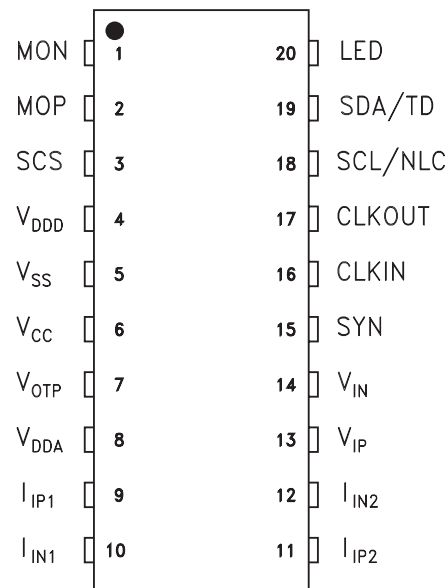 MON 1 20 LED
MOP 2 19 SDA/TD
SCS 3 18 SCL/NLC
VDDD 4 17 CLKOUT
VSS 5 16 CLKIN
VCC 6 15 SYN
VOTP 7 14 VIN
VDDA 8 13 VIP
IIP1 9 12 IIN2
IIN1 10 11 IIP2